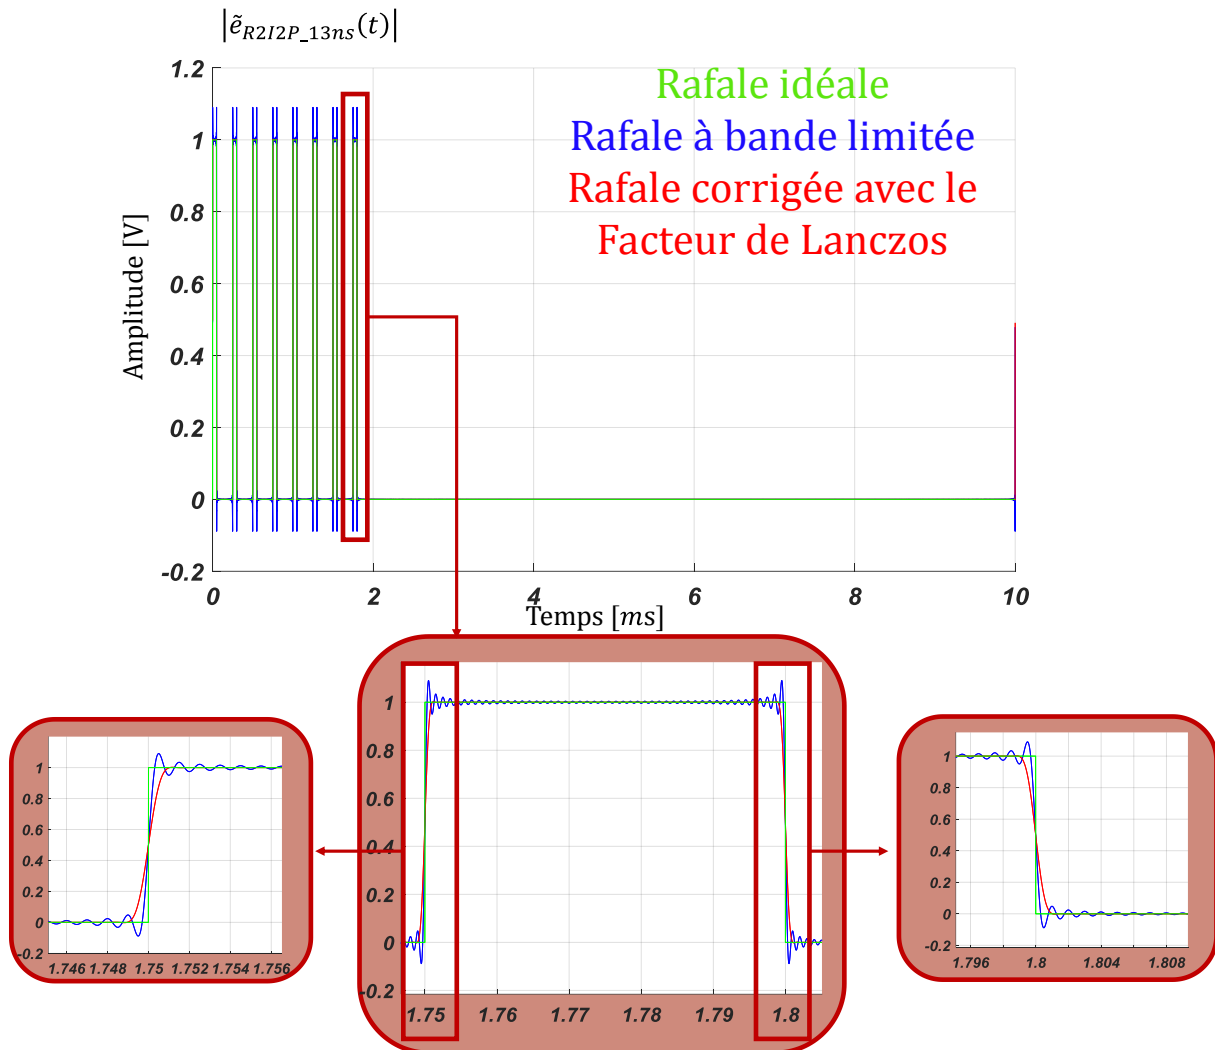 |ẽ_{R2I2P_13ns}(t)|
Rafale idéale
Rafale à bande limitée
Rafale corrigée avec le
Facteur de Lanczos
Amplitude [V]
1.2
1
0.8
0.6
0.4
0.2
0
-0.2
0 2 4 6 8 10
Temps [ms]
1
0.8
0.6
0.4
0.2
0
-0.2
1.746 1.748 1.75 1.752 1.754 1.756
1
0.8
0.6
0.4
0.2
0
-0.2
1.75 1.76 1.77 1.78 1.79 1.8
1
0.8
0.6
0.4
0.2
0
-0.2
1.796 1.8 1.804 1.808